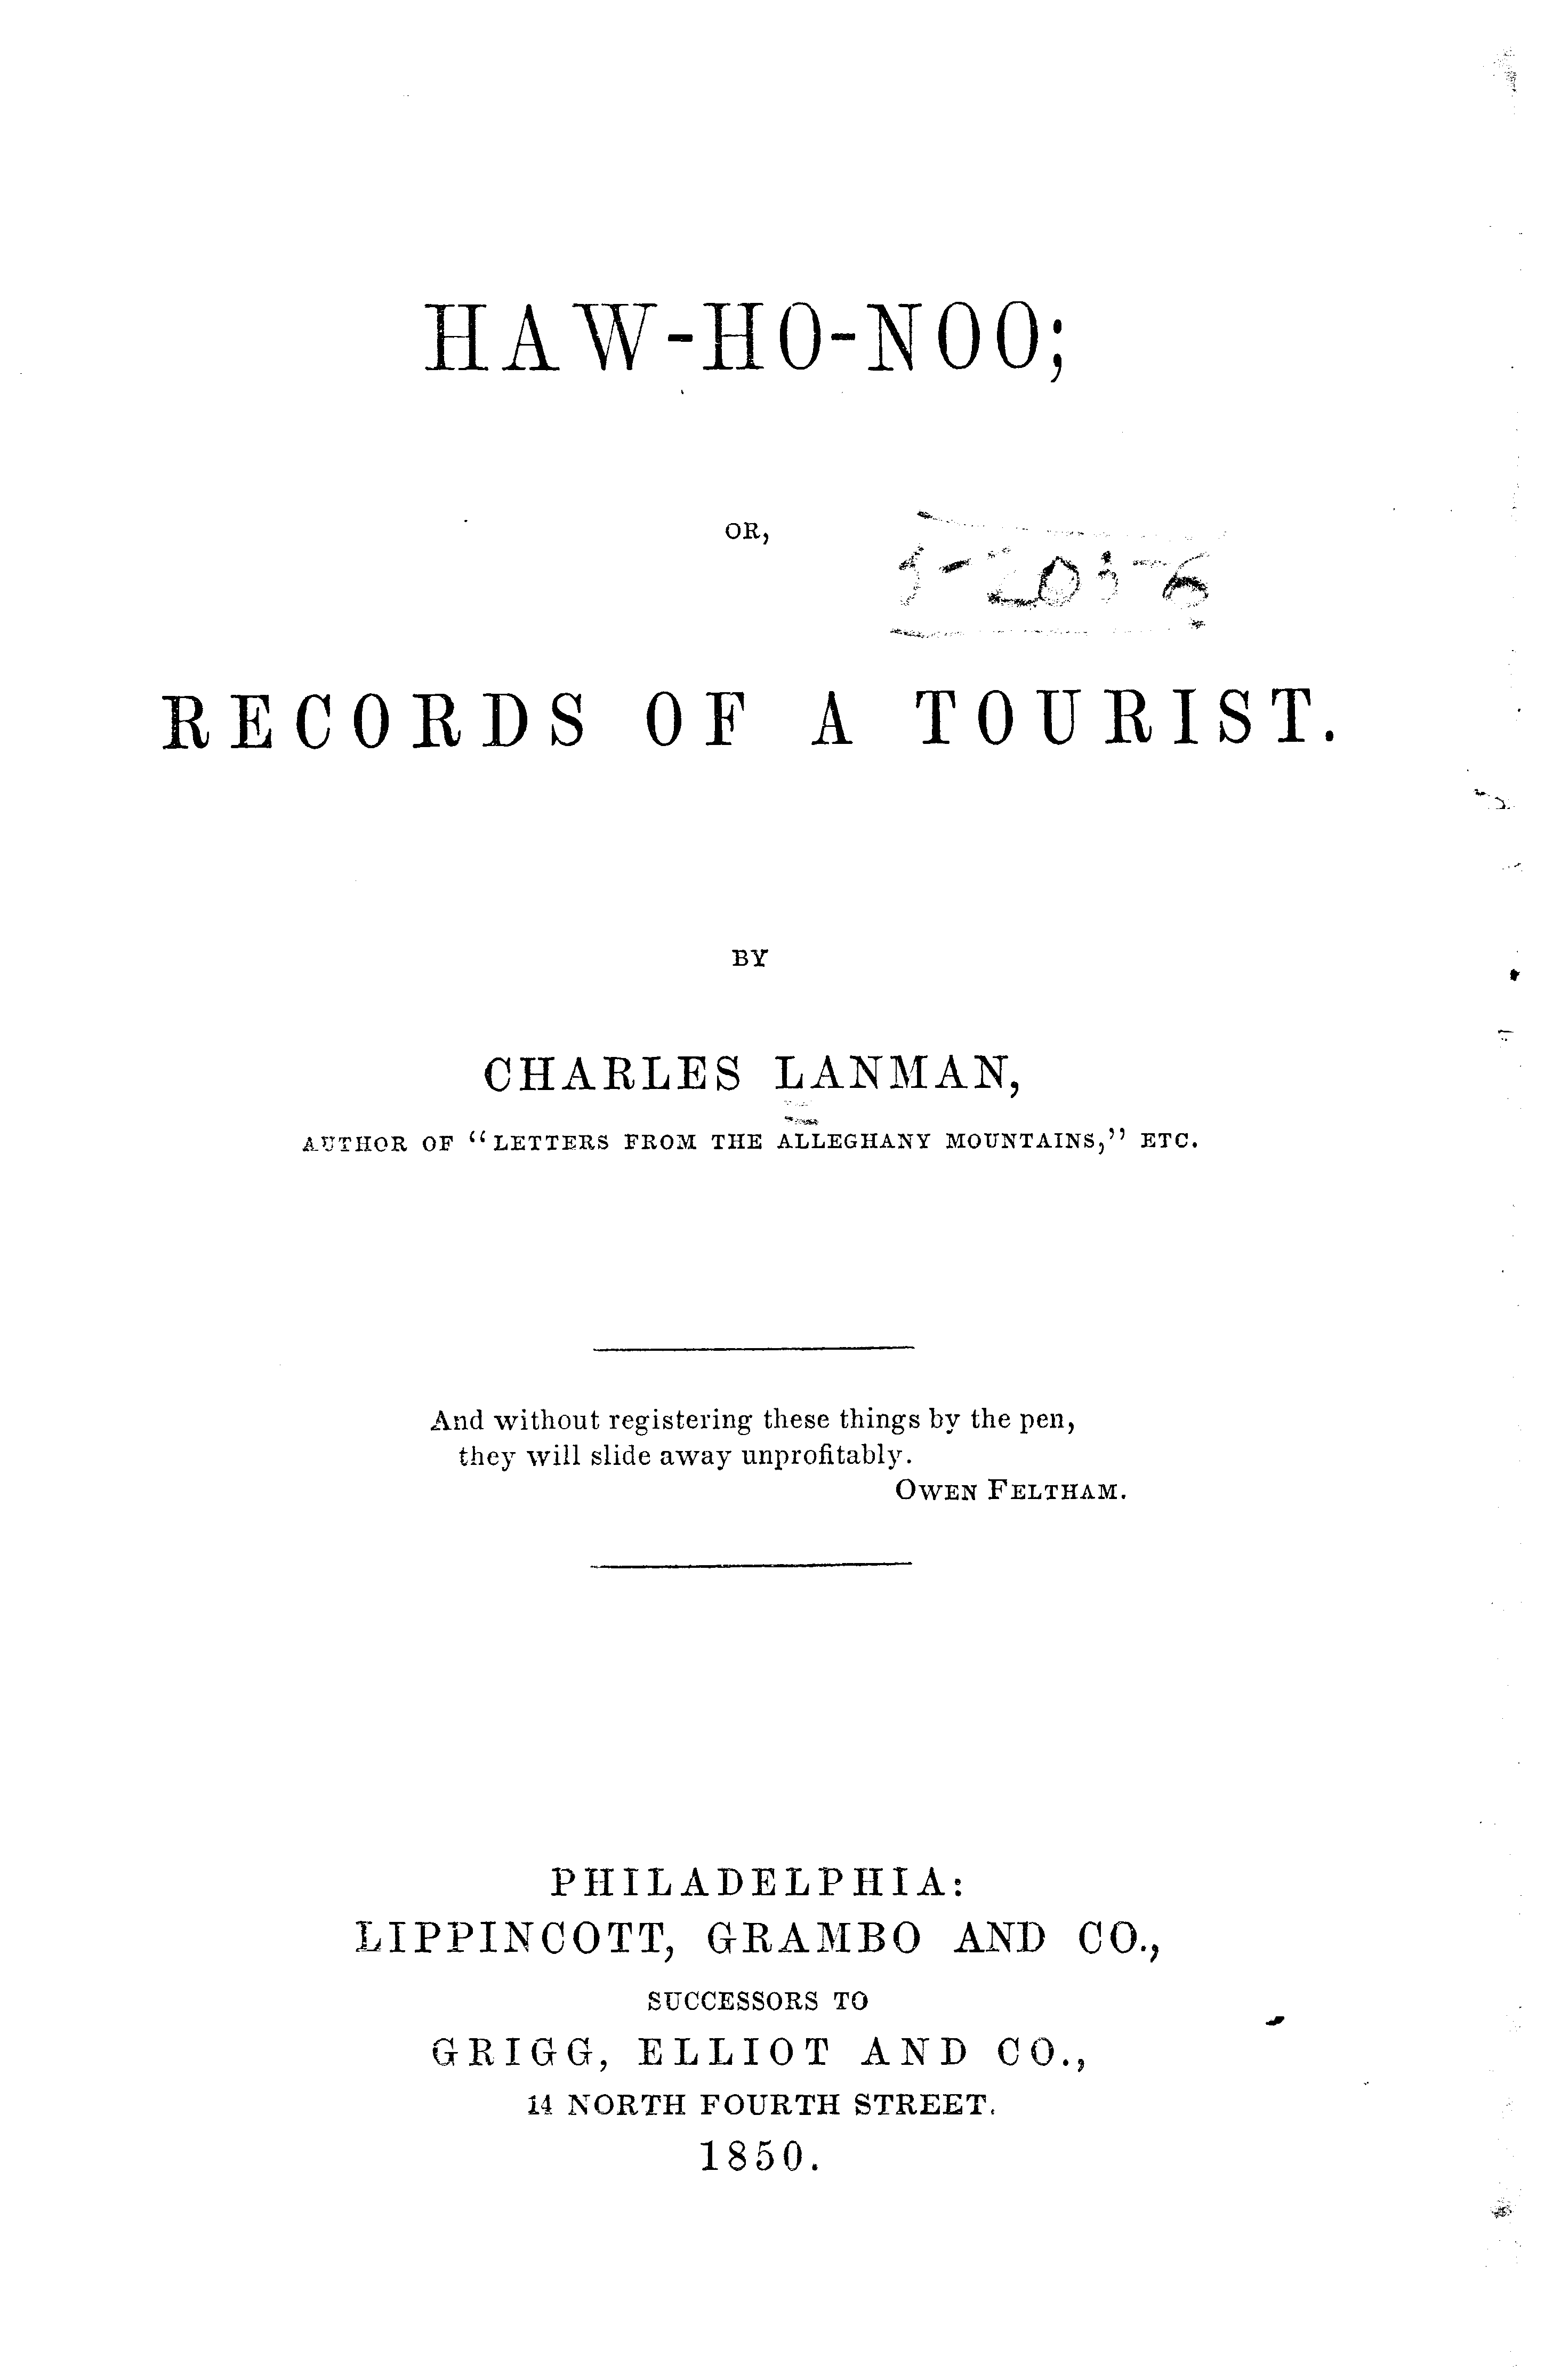 HAW-HO-NOO;
OR,
RECORDS OF A TOURIST.
BY
CHARLES LANMAN,
AUTHOR OF “LETTERS FROM THE ALLEGHANY MOUNTAINS,” ETC.
And without registering these things by the pen,
they will slide away unprofitably.
OWEN FELTHAM.
PHILADELPHIA:
LIPPINCOTT, GRAMBO AND CO.,
SUCCESSORS TO
GRIGG, ELLIOT AND CO.,
14 NORTH FOURTH STREET.
1850.